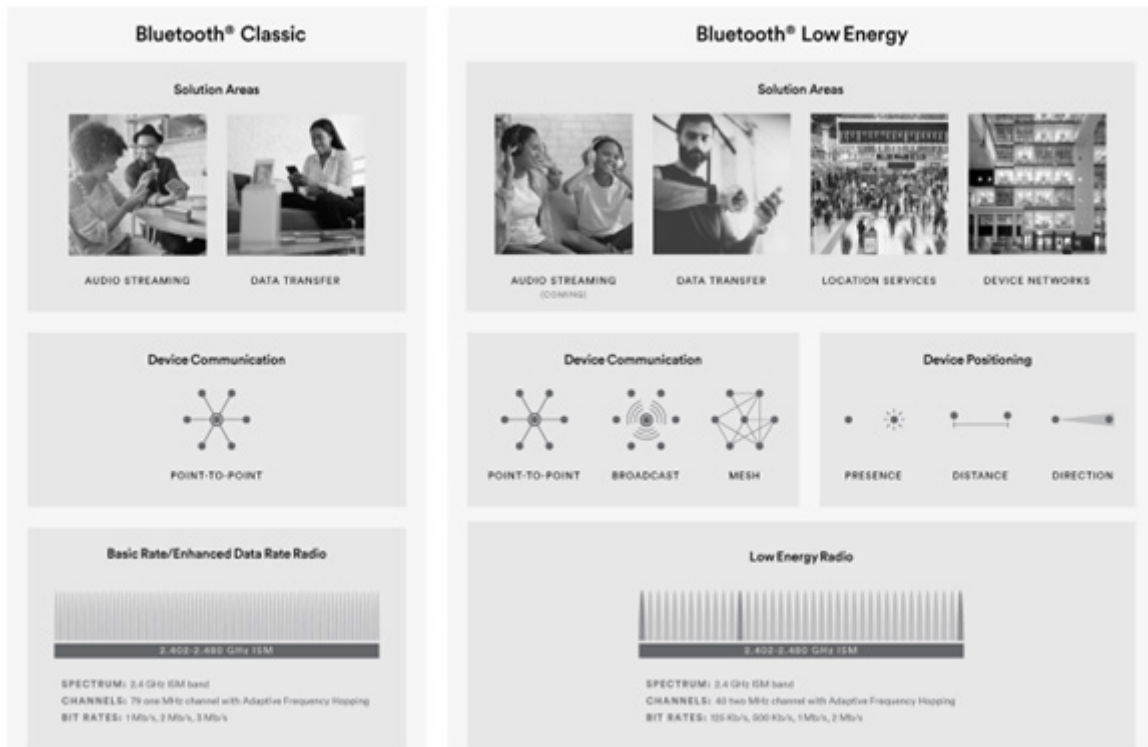 Bluetooth® Classic
Solution Areas
AUDIO STREAMING
DATA TRANSFER
Device Communication
POINT-TO-POINT
Basic Rate/Enhanced Data Rate Radio
2.402-2.480 GHz ISM
SPECTRUM: 2.4 GHz ISM band
CHANNELS: 79 one MHz channel with Adaptive Frequency Hopping
BIT RATES: 1 Mb/s, 2 Mb/s, 3 Mb/s
Bluetooth® Low Energy
Solution Areas
AUDIO STREAMING
(COMING)
DATA TRANSFER
LOCATION SERVICES
DEVICE NETWORKS
Device Communication
POINT-TO-POINT
BROADCAST
MESH
Device Positioning
PRESENCE
DISTANCE
DIRECTION
Low Energy Radio
2.402-2.480 GHz ISM
SPECTRUM: 2.4 GHz ISM band
CHANNELS: 40 two MHz channel with Adaptive Frequency Hopping
BIT RATES: 125 Kb/s, 500 Kb/s, 1 Mb/s, 2 Mb/s